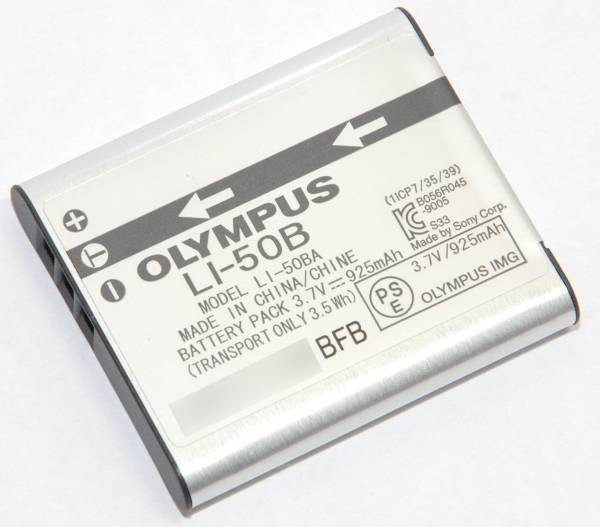 OLYMPUS
LI-50B
MODEL LI-50BA
MADE IN CHINA/CHINE
BATTERY PACK 3.7V 925mAh
(TRANSPORT ONLY 3.5Wh)
BFB
(1ICP7/35/39)
B056R045
-9005
S33
Made by Sony Corp.
3.7V/925mAh
PS
E
OLYMPUS IMG
+
T
−